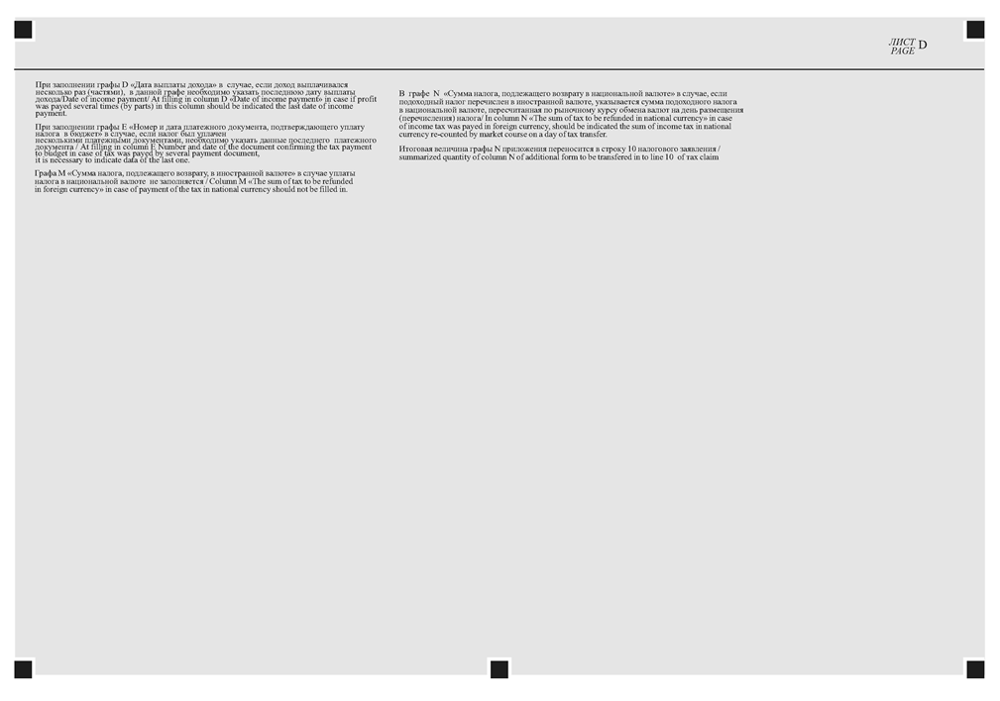 ЛИСТ D
PAGE
При заполнении графы D «Дата выплаты дохода» в случае, если доход выплачивался
несколько раз (частями), в данной графе необходимо указать последнюю дату выплаты
дохода/Date of income payment/ At filling in column D «Date of income payment» in case if profit
was payed several times (by parts) in this column should be indicated the last date of income
payment.
При заполнении графы E «Номер и дата платежного документа, подтверждающего уплату
налога в бюджет» в случае, если налог был уплачен
несколькими платежными документами, необходимо указать данные последнего платежного
документа / At filling in column E Number and date of the document confirming the tax payment
to budget in case of tax was payed by several payment document,
it is necessary to indicate data of the last one.
Графа M «Сумма налога, подлежащего возврату, в иностранной валюте» в случае уплаты
налога в национальной валюте не заполняется / Column M «The sum of tax to be refunded
in foreign currency» in case of payment of the tax in national currency should not be filled in.
В графе N «Сумма налога, подлежащего возврату в национальной валюте» в случае, если
подоходный налог перечислен в иностранной валюте, указывается сумма подоходного налога
в национальной валюте, пересчитанная по рыночному курсу обмена валют на день размещения
(перечисления) налога/ In column N «The sum of tax to be refunded in national currency» in case
of income tax was payed in foreign currency, should be indicated the sum of income tax in national
currency re-counted by market course on a day of tax transfer.
Итоговая величина графы N приложения переносится в строку 10 налогового заявления /
summarized quantity of column N of additional form to be transfered in to line 10 of тax claim